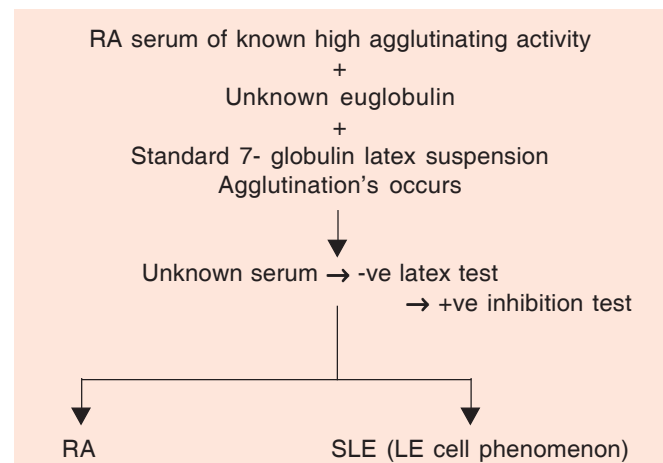 RA serum of known high agglutinating activity
+
Unknown euglobulin
+
Standard 7- globulin latex suspension
Agglutination's occurs
Unknown serum → -ve latex test
→ +ve inhibition test
RA
SLE (LE cell phenomenon)